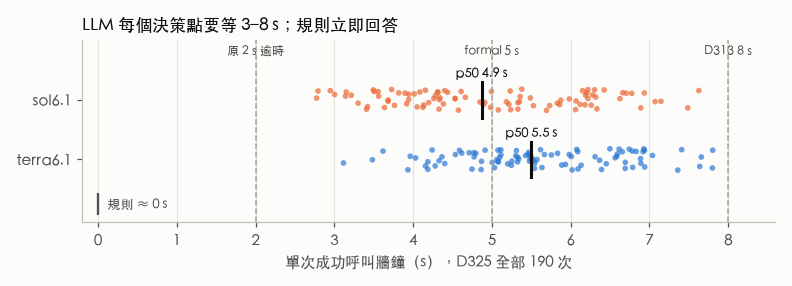 LLM 每個決策點要等 3–8 s；規則立即回答
原 2 s 逾時
formal 5 s
D313 8 s
p50 4.9 s
sol6.1
p50 5.5 s
terra6.1
規則 ≈ 0 s
0 1 2 3 4 5 6 7 8
單次成功呼叫牆鐘（s），D325 全部 190 次